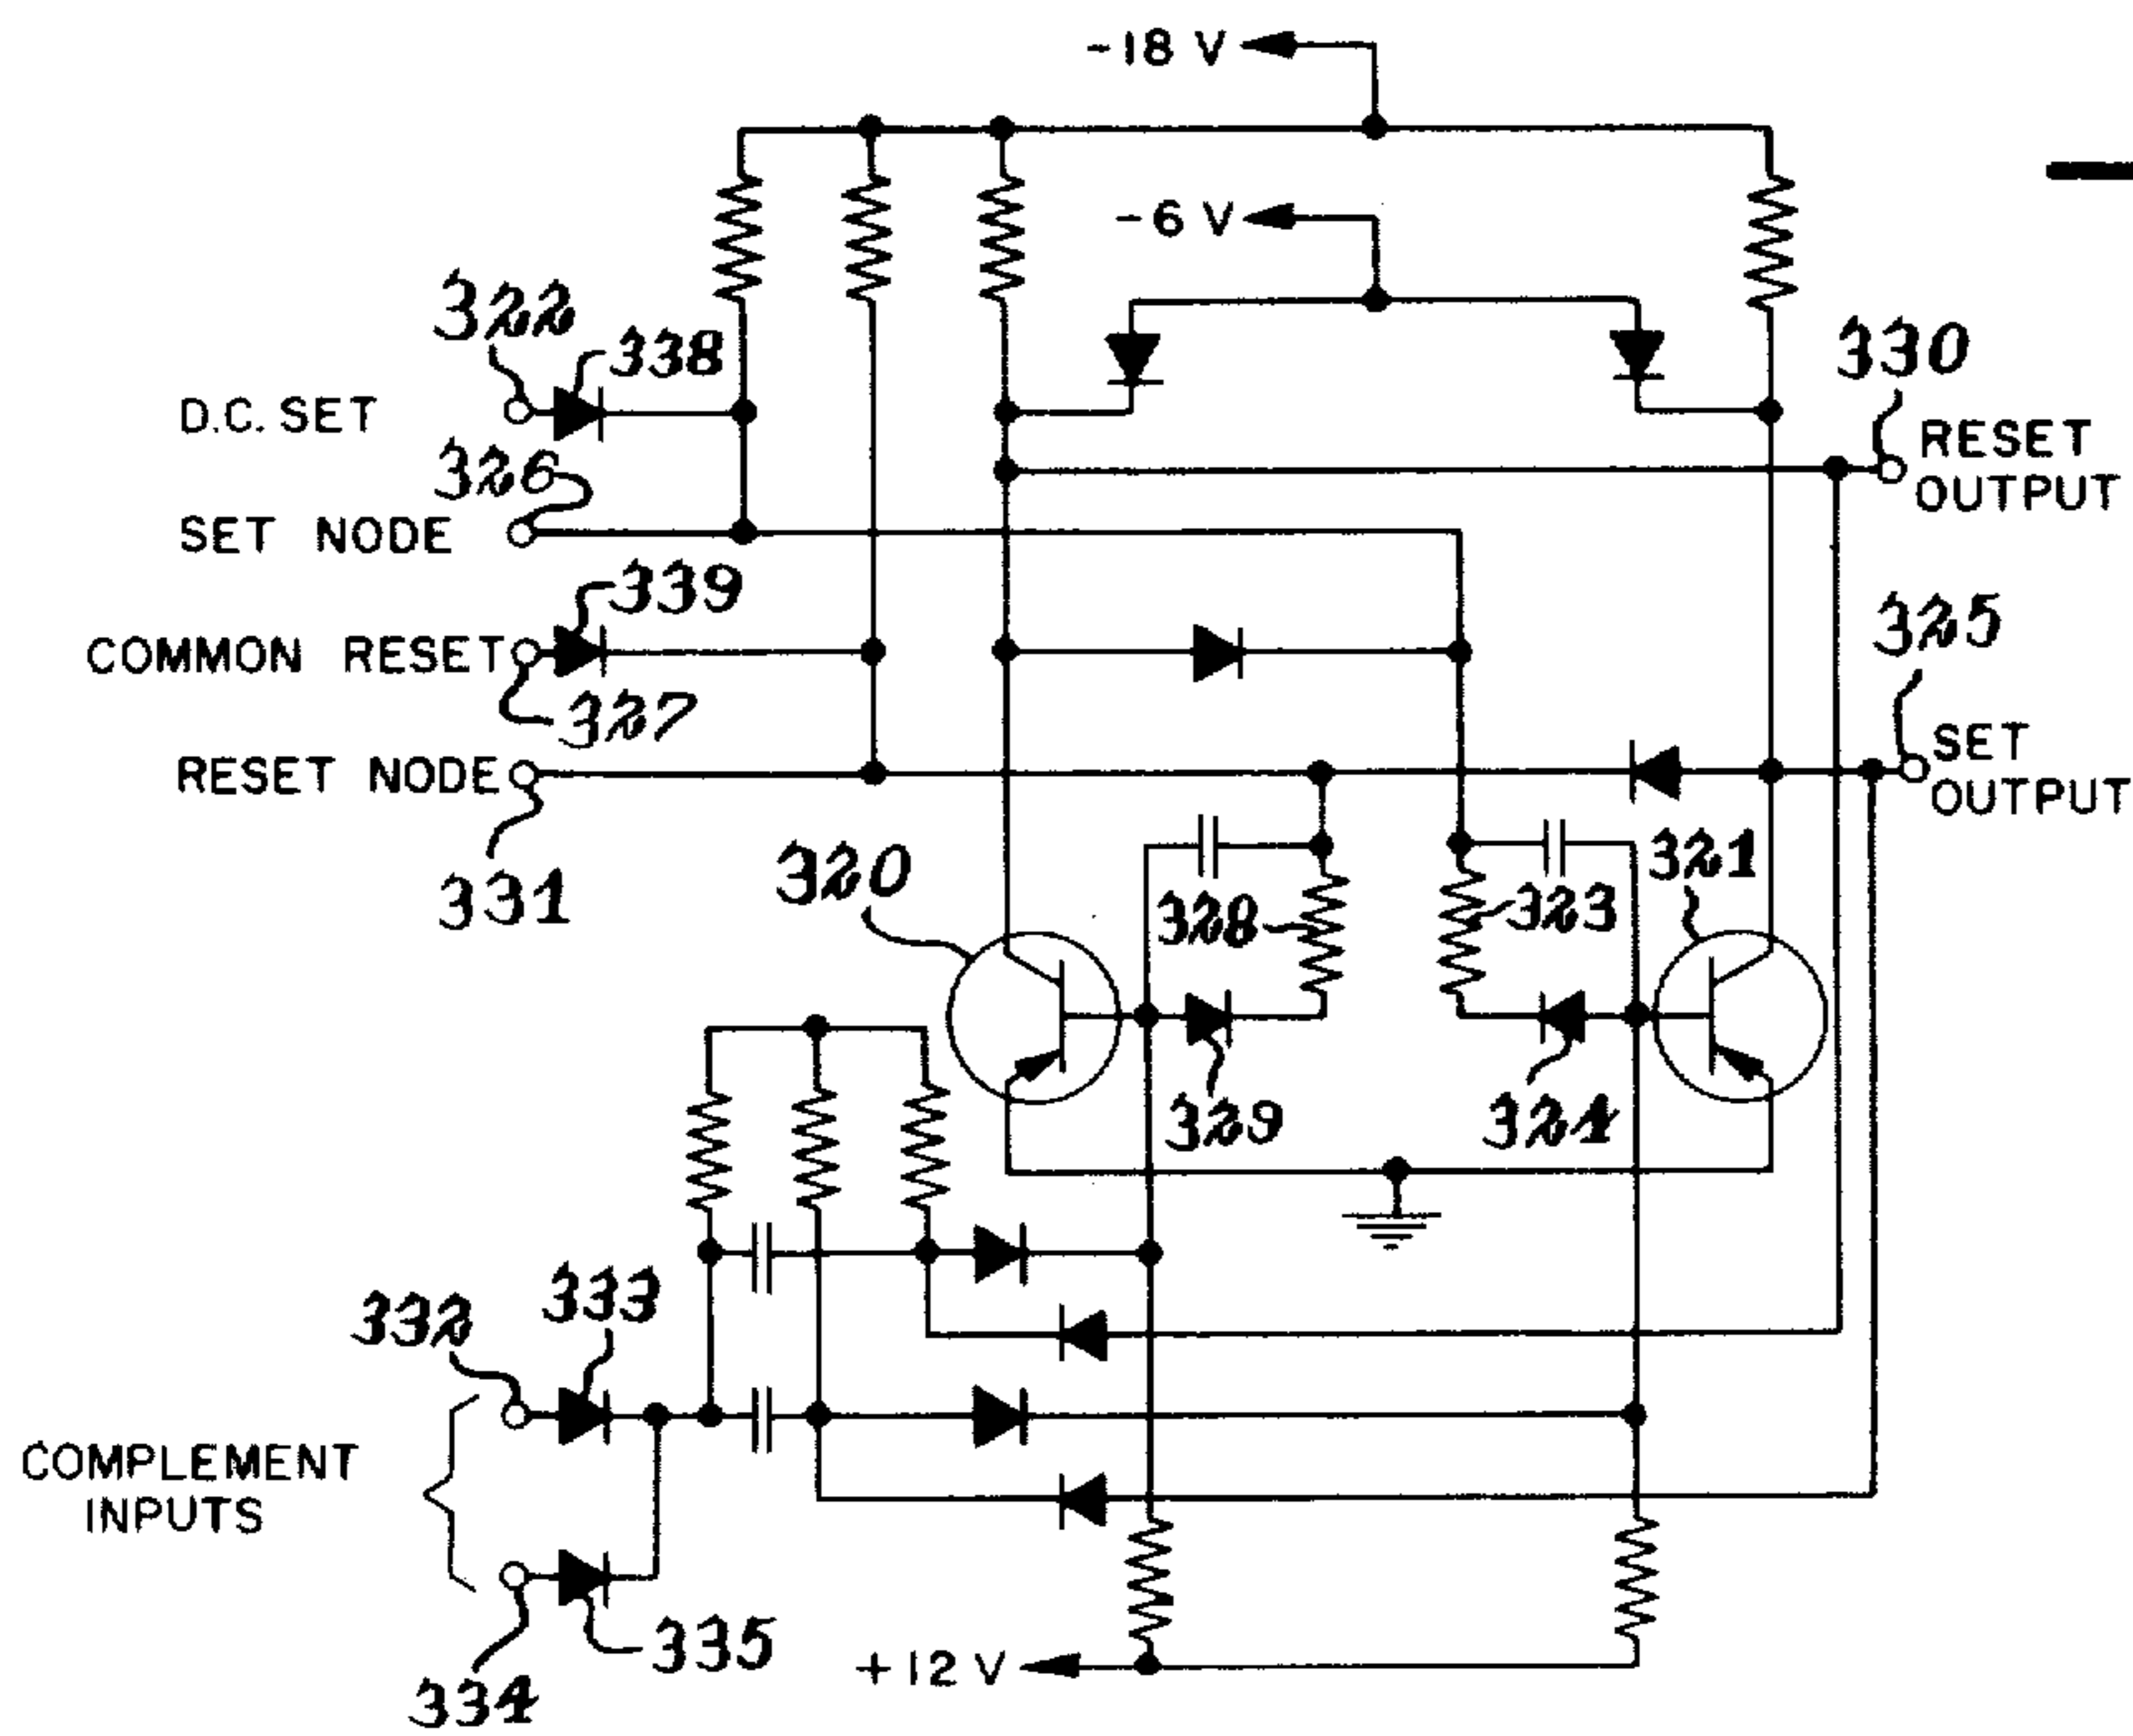 -18 V
-6 V
322
338
330
D.C. SET
RESET
OUTPUT
326
SET NODE
339
325
COMMON RESET
327
SET
OUTPUT
RESET NODE
331
320
321
328
323
329
324
332
333
COMPLEMENT
INPUTS
334
335
+12 V